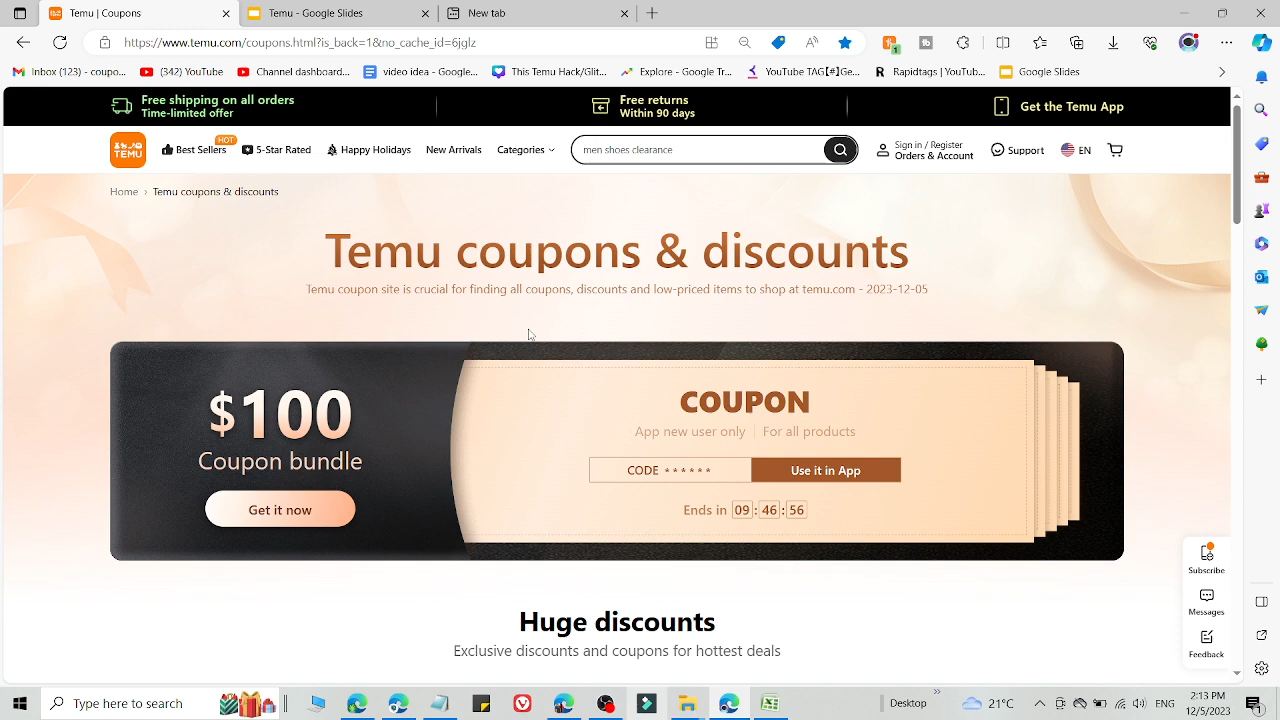 Temu | Coupons
Temu - Google Slides
New tab
https://www.temu.com/coupons.html?is_back=1&no_cache_id=6jglz
1
Inbox (123) - cogno...
(342) YouTube
Channel dashboard...
video idea - Google...
This Temu Hack/Glit...
Explore - Google Tr...
YouTube TAG[#]Ge...
Rapidtags | YouTub...
Google Slides
Free shipping on all orders
Time-limited offer
Free returns
Within 90 days
Get the Temu App
TEMU
Best Sellers
HOT
5-Star Rated
Happy Holidays
New Arrivals
Categories
men shoes clearance
Sign in / Register
Orders & Account
Support
EN
Home › Temu coupons & discounts
Temu coupons & discounts
Temu coupon site is crucial for finding all coupons, discounts and low-priced items to shop at temu.com - 2023-12-05
$100
Coupon bundle
Get it now
COUPON
App new user only | For all products
CODE ******
Use it in App
Ends in 09:46:56
Subscribe
Messages
Feedback
Huge discounts
Exclusive discounts and coupons for hottest deals
Type here to search
Desktop
21°C
ENG
2:13 PM
12/5/2023
1